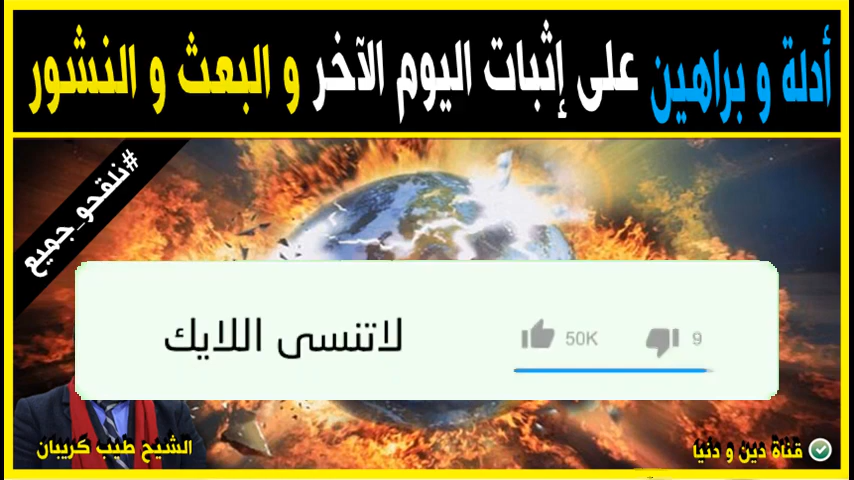 أدلة و براهين على إثبات اليوم الآخر و البعث و النشور
#نلقحو_جميع
لاتنسى اللايك
50K
9
الشيخ طيب كريبان
قناة دين و دنيا